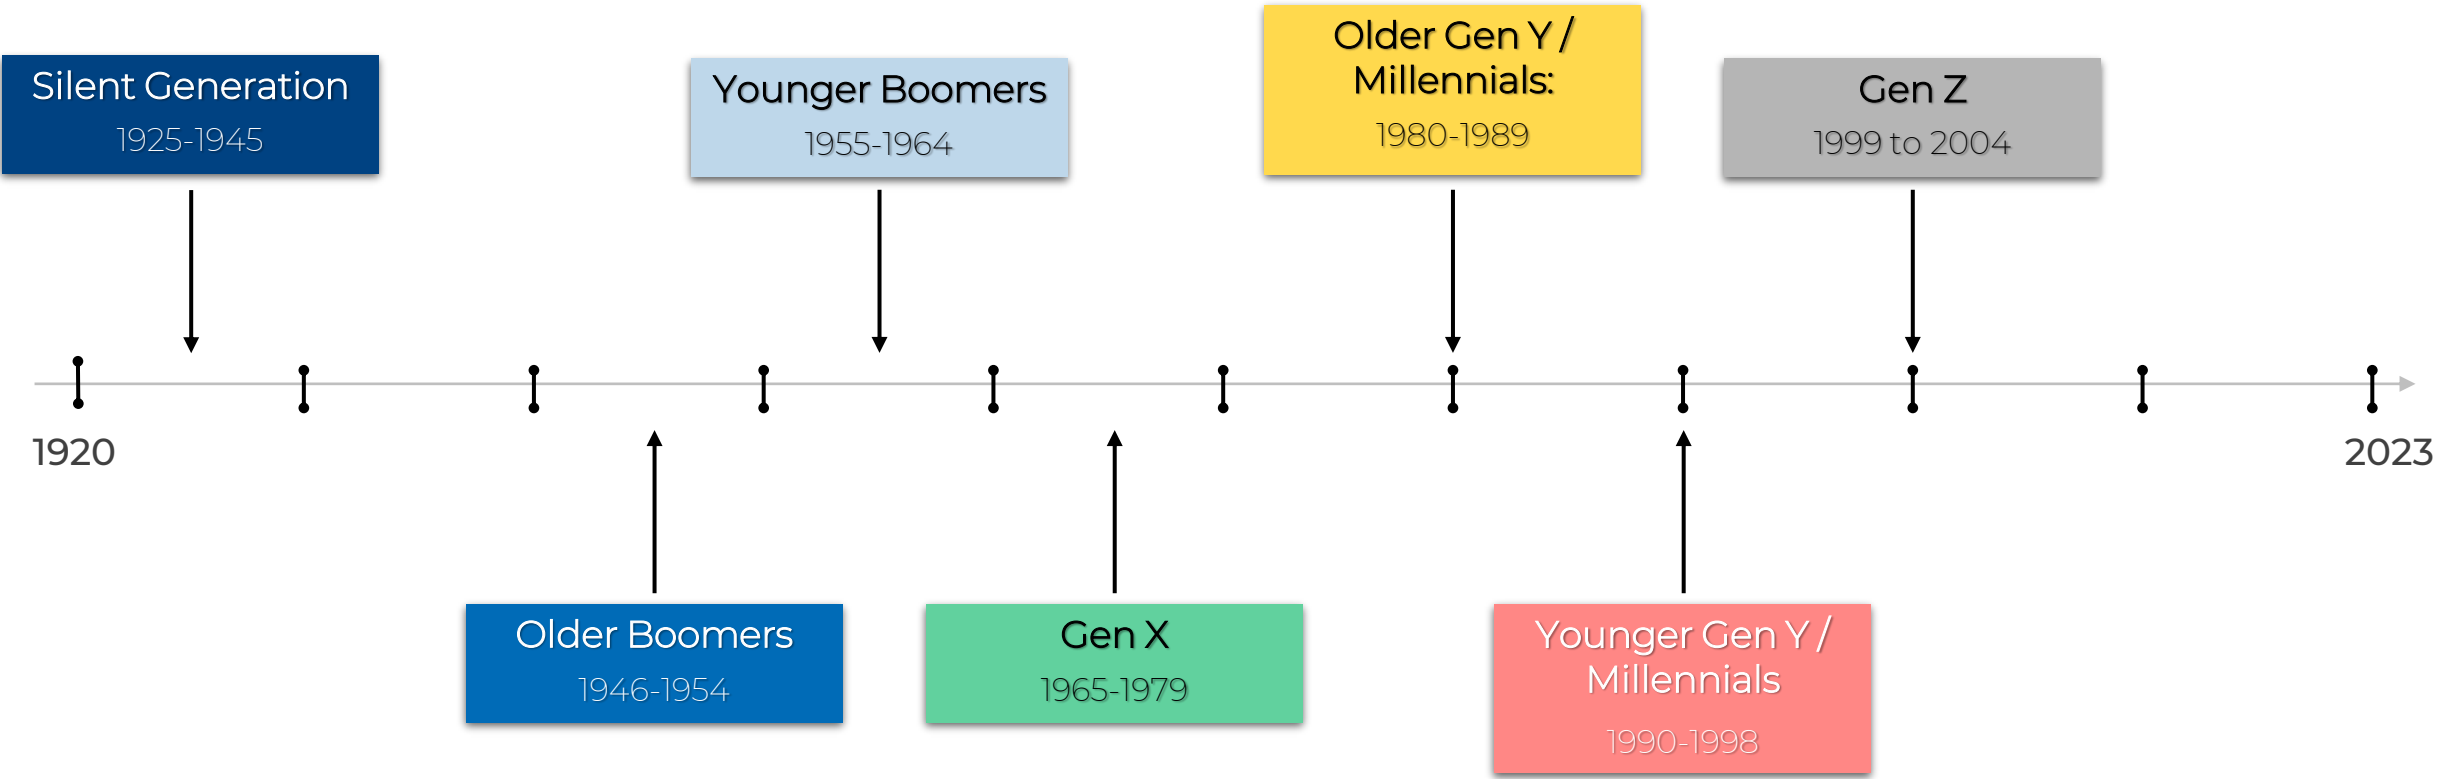 Silent Generation
1925-1945
Younger Boomers
1955-1964
Older Gen Y /
Millennials:
1980-1989
Gen Z
1999 to 2004
1920
2023
Older Boomers
1946-1954
Gen X
1965-1979
Younger Gen Y /
Millennials
1990-1998